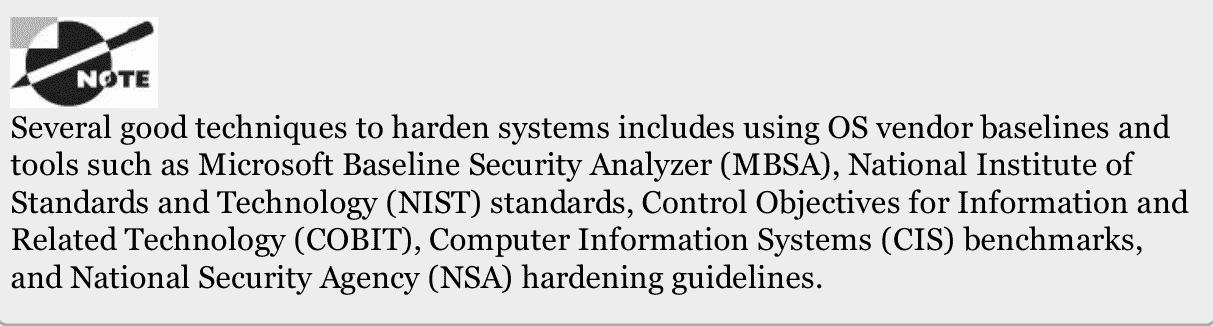 NOTE
Several good techniques to harden systems includes using OS vendor baselines and
tools such as Microsoft Baseline Security Analyzer (MBSA), National Institute of
Standards and Technology (NIST) standards, Control Objectives for Information and
Related Technology (COBIT), Computer Information Systems (CIS) benchmarks,
and National Security Agency (NSA) hardening guidelines.